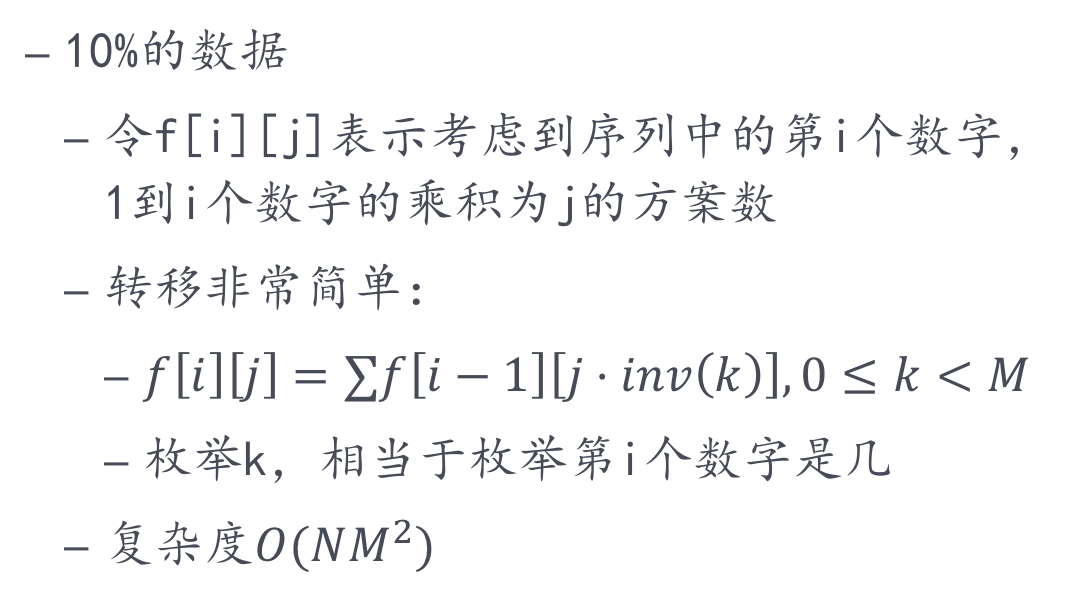 – 10%的数据
– 令f[i][j]表示考虑到序列中的第i个数字，
1到i个数字的乘积为j的方案数
– 转移非常简单：
– f[i][j] = ∑f[i − 1][j · inv(k)], 0 ≤ k < M
– 枚举k，相当于枚举第i个数字是几
– 复杂度O(NM²)